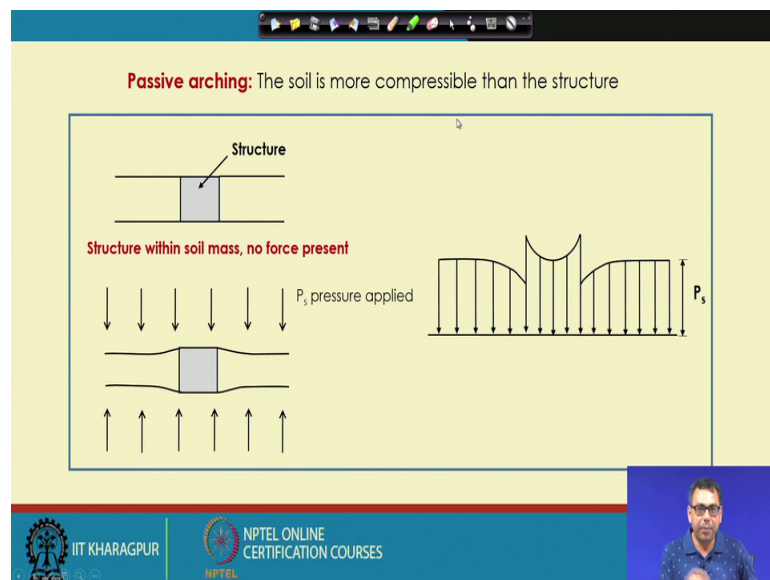 Passive arching: The soil is more compressible than the structure
Structure
Structure within soil mass, no force present
Ps pressure applied
Ps
IIT KHARAGPUR
NPTEL
NPTEL ONLINE
CERTIFICATION COURSES